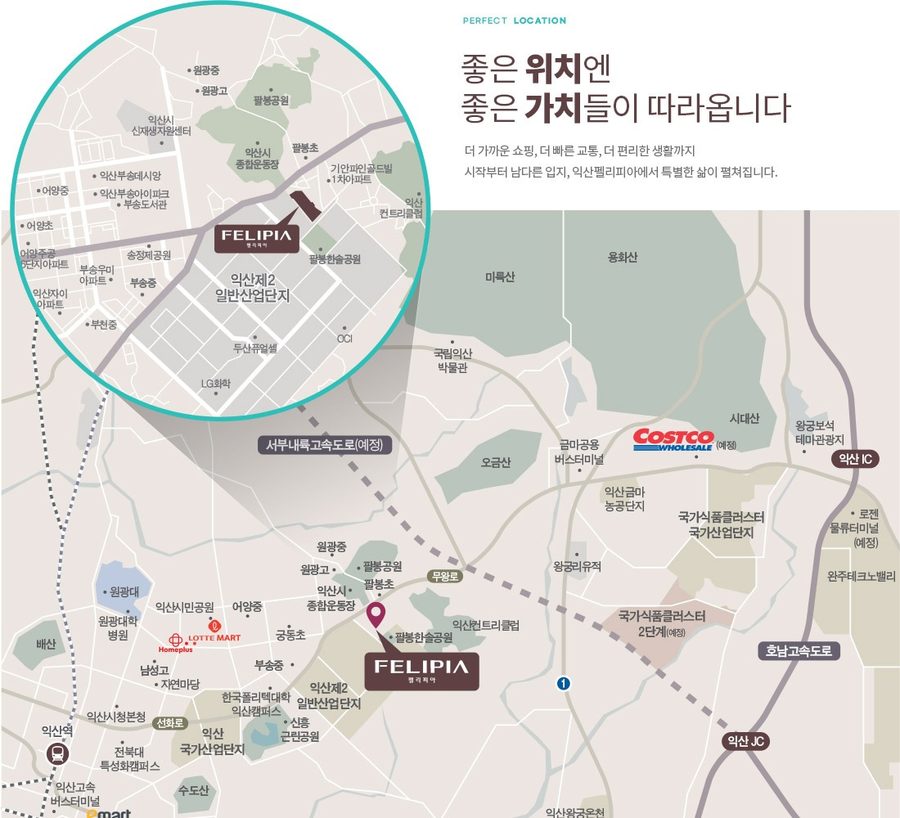 PERFECT LOCATION
좋은 위치엔
좋은 가치들이 따라옵니다
더 가까운 쇼핑, 더 빠른 교통, 더 편리한 생활까지
시작부터 남다른 입지, 익산펠리피아에서 특별한 삶이 펼쳐집니다.
원광중
원광고
팔봉공원
익산시
신재생자원센터
익산시
종합운동장
팔봉초
기안파인골드빌
1차아파트
어양중
익산부송데시앙
익산부송아이파크
부송도서관
익산
컨트리클럽
어양초
FELIPIA
펠리피아
어양주공
6단지아파트
송정제공원
팔봉한솔공원
부송우미
아파트
부송중
익산제2
일반산업단지
익산자이
아파트
부천중
두산퓨얼셀
OCI
LG화학
미륵산
용화산
국립익산
박물관
시대산
왕궁보석
테마관광지
COSTCO
WHOLESALE
(예정)
서부내륙고속도로(예정)
금마공용
버스터미널
익산 IC
오금산
익산금마
농공단지
국가식품클러스터
국가산업단지
로젠
물류터미널
(예정)
원광중
원광고
팔봉공원
무왕로
왕궁리유적
완주테크노밸리
원광대
팔봉초
익산시
종합운동장
원광대학
병원
익산시민공원
어양중
국가식품클러스터
2단계(예정)
익산컨트리클럽
LOTTE MART
Homeplus
궁동초
팔봉한솔공원
배산
호남고속도로
FELIPIA
펠리피아
남성고
자연마당
부송중
1
한국폴리텍대학
익산캠퍼스
익산제2
일반산업단지
익산시청본청
선화로
신흥
근린공원
익산역
익산
국가산업단지
익산 JC
전북대
특성화캠퍼스
익산고속
버스터미널
수도산
emart
익산왕궁온천